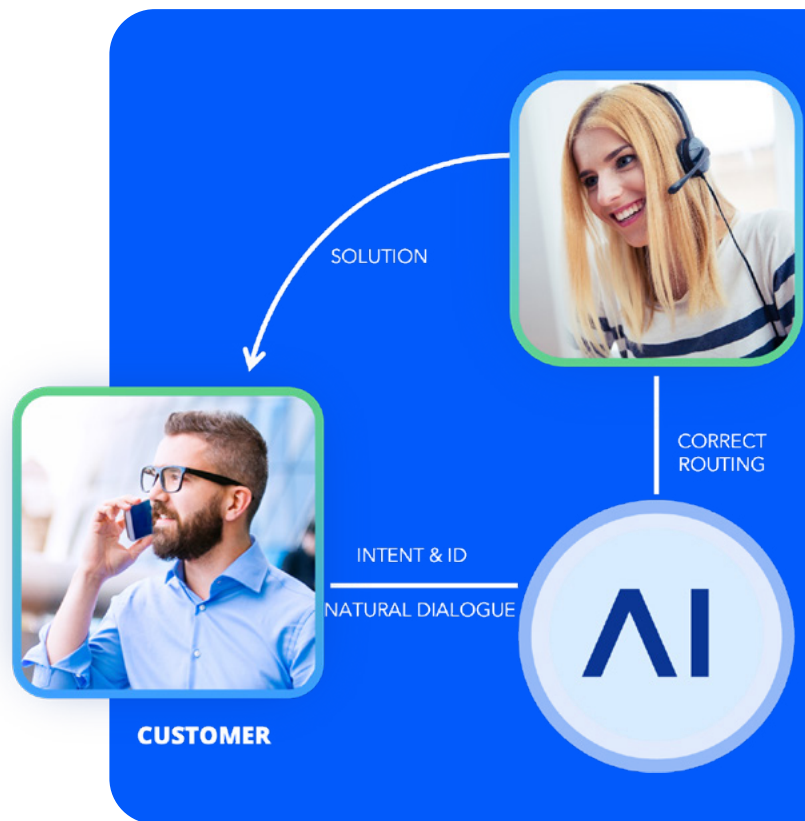 SOLUTION
CORRECT
ROUTING
INTENT & ID
NATURAL DIALOGUE
AI
CUSTOMER